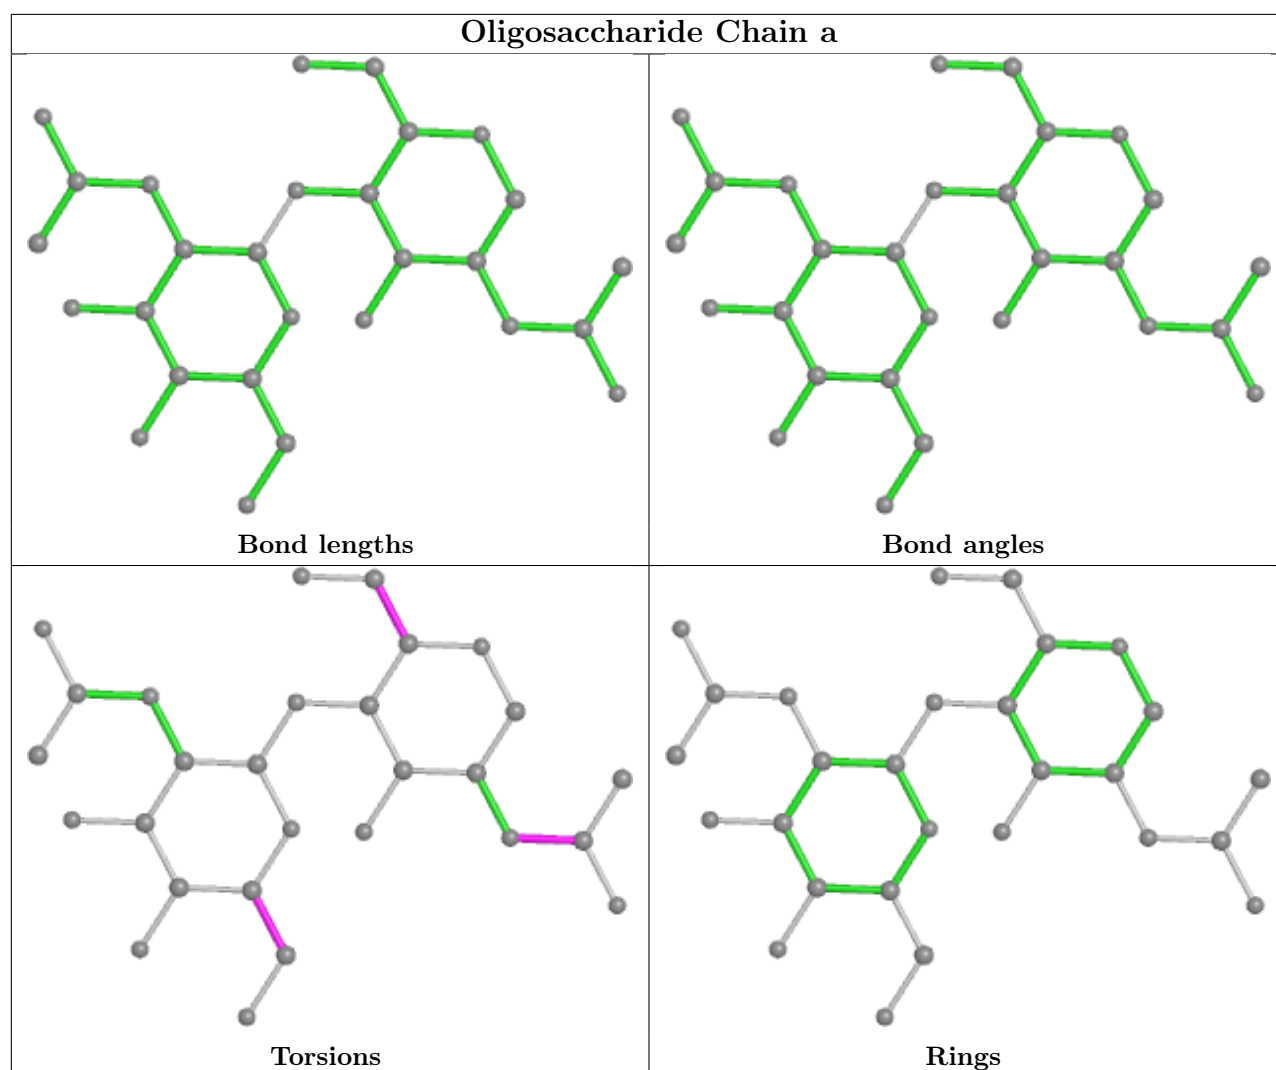 Oligosaccharide Chain a
Bond lengths
Bond angles
Torsions
Rings